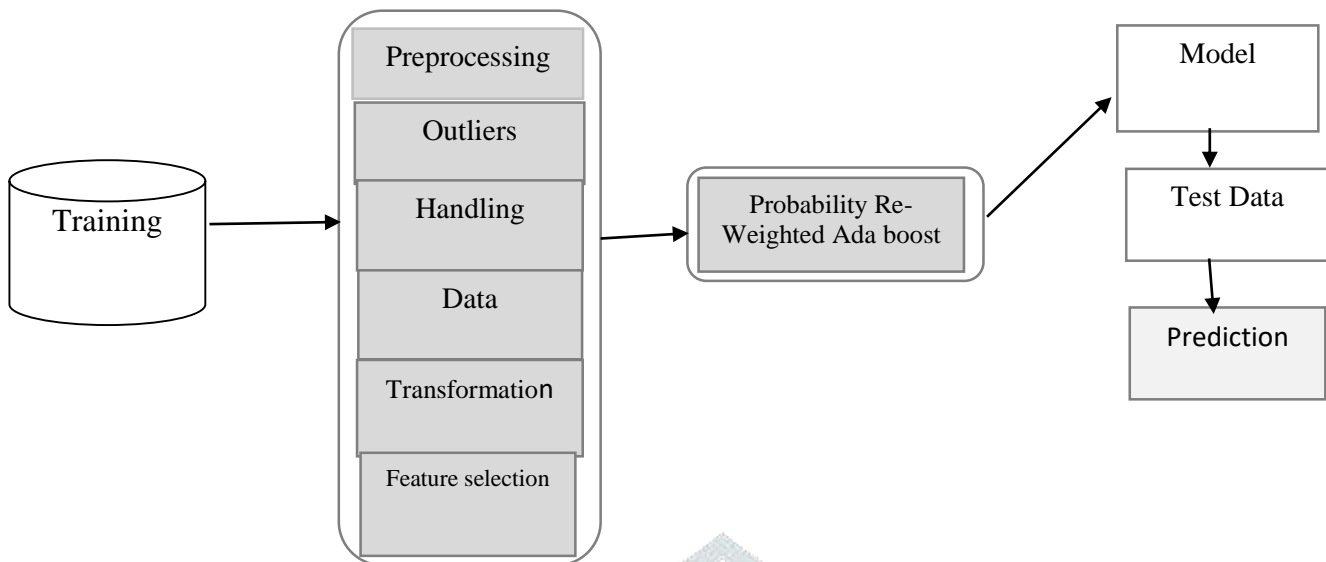 Training
Preprocessing
Outliers
Handling
Data
Transformation
Feature selection
Probability Re-
Weighted Ada boost
Model
Test Data
Prediction